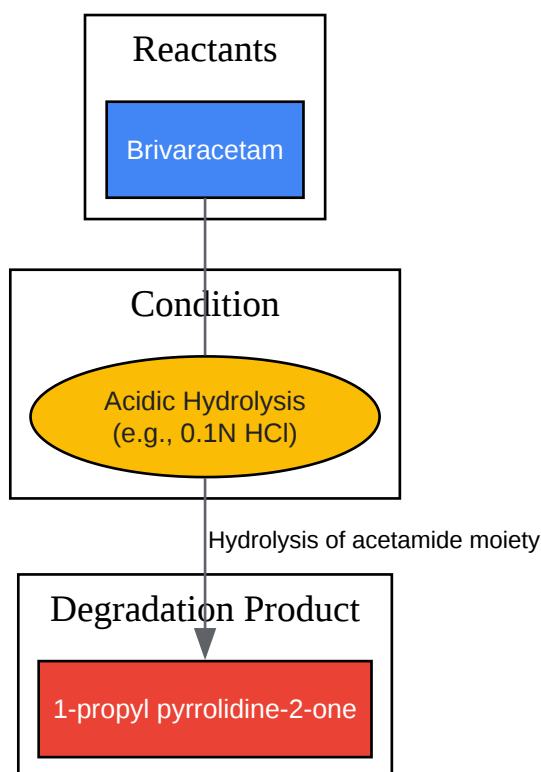 Reactants
Brivaracetam
Condition
Acidic Hydrolysis
(e.g., 0.1N HCl)
Hydrolysis of acetamide moiety
Degradation Product
1-propyl pyrrolidine-2-one